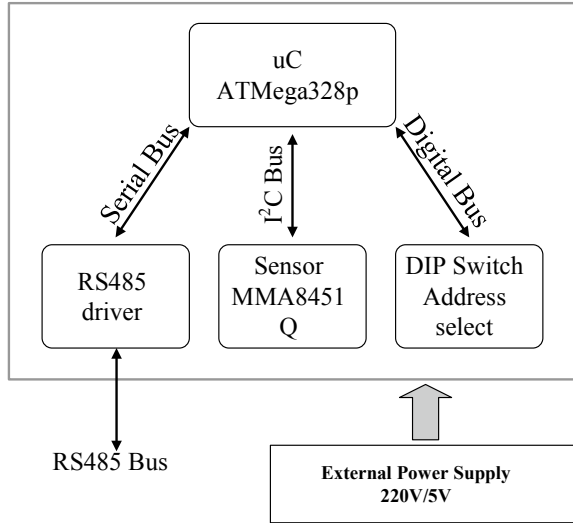 uC
ATMega328p
Serial Bus
I²C Bus
Digital Bus
RS485
driver
Sensor
MMA8451
Q
DIP Switch
Address
select
RS485 Bus
External Power Supply
220V/5V